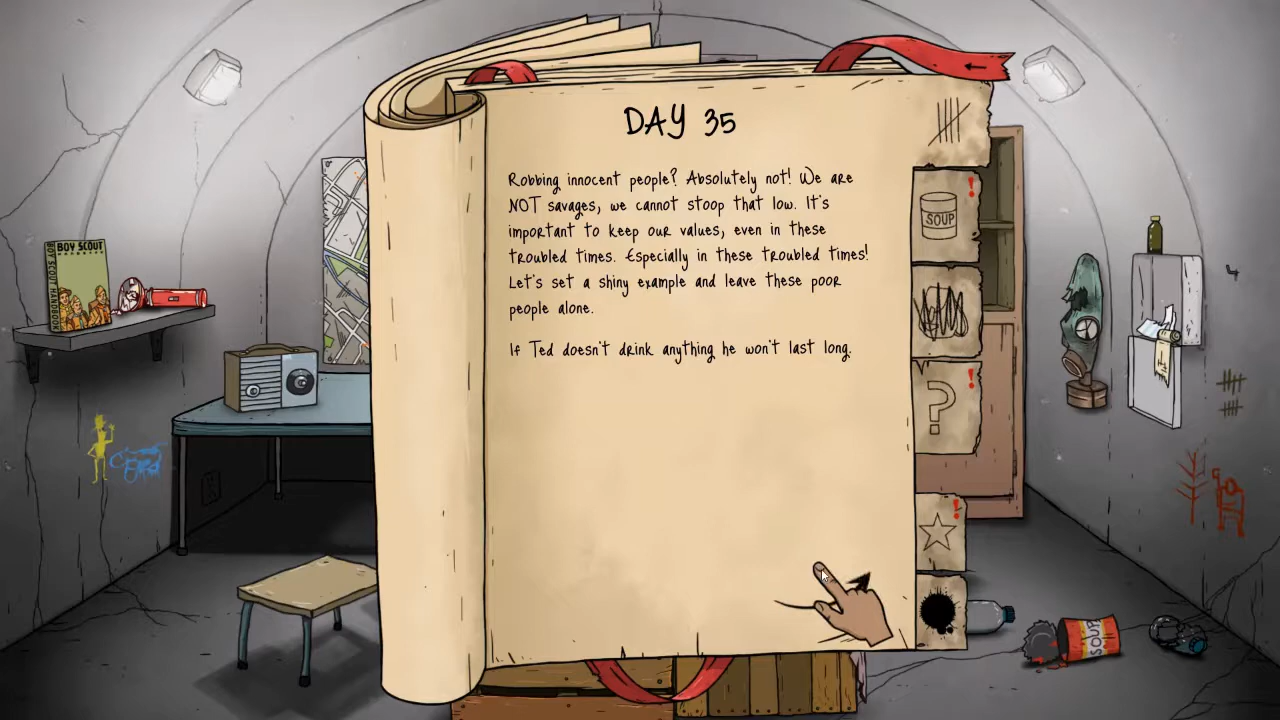 DAY 35
Robbing innocent people? Absolutely not! We are
NOT savages, we cannot stoop that low. It's
important to keep our values, even in these
troubled times. Especially in these troubled times!
Let's set a shiny example and leave these poor
people alone.
If Ted doesn't drink anything he won't last long.
SOUP
!
?
!
!
BOY SCOUT
HANDBOOK
BOY SCOUT HANDBOOK
SOUP